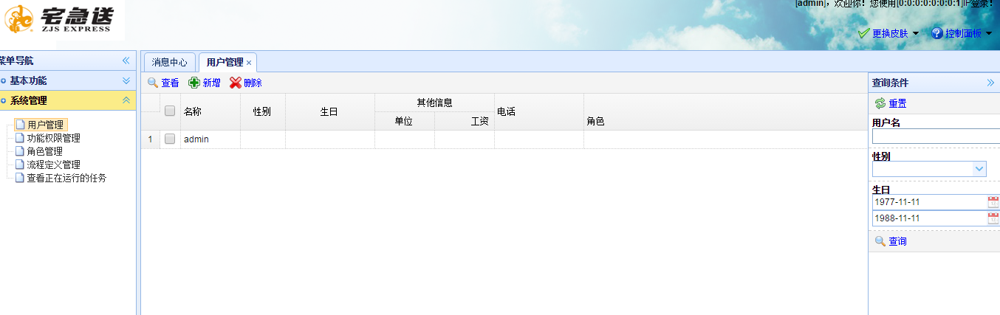 宅急送
ZJS EXPRESS
[admin]，欢迎你！您使用[0:0:0:0:0:0:0:1]IP登录！
更换皮肤 控制面板
菜单导航
基本功能
系统管理
用户管理
功能权限管理
角色管理
流程定义管理
查看正在运行的任务
消息中心 用户管理
查看 新增 删除
名称 性别 生日 其他信息 电话 角色
单位 工资
1 admin
查询条件
重置
用户名
性别
生日
1977-11-11
1988-11-11
查询